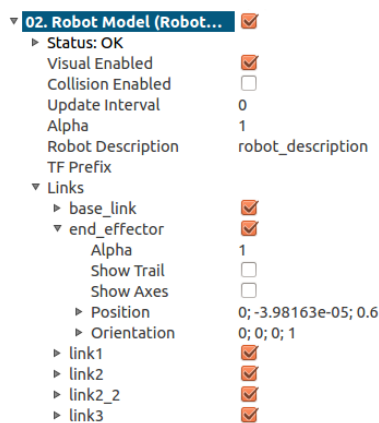 02. Robot Model (Robot...
Status: OK
Visual Enabled
Collision Enabled
Update Interval 0
Alpha 1
Robot Description robot_description
TF Prefix
Links
base_link
end_effector
Alpha 1
Show Trail
Show Axes
Position 0; -3.98163e-05; 0.6
Orientation 0; 0; 0; 1
link1
link2
link2_2
link3